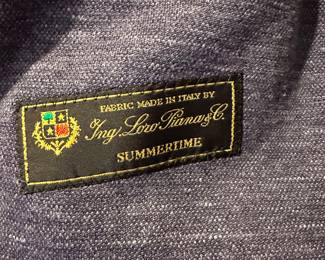 FABRIC MADE IN ITALY BY
Ing. Loro Piana & C.
SUMMERTIME